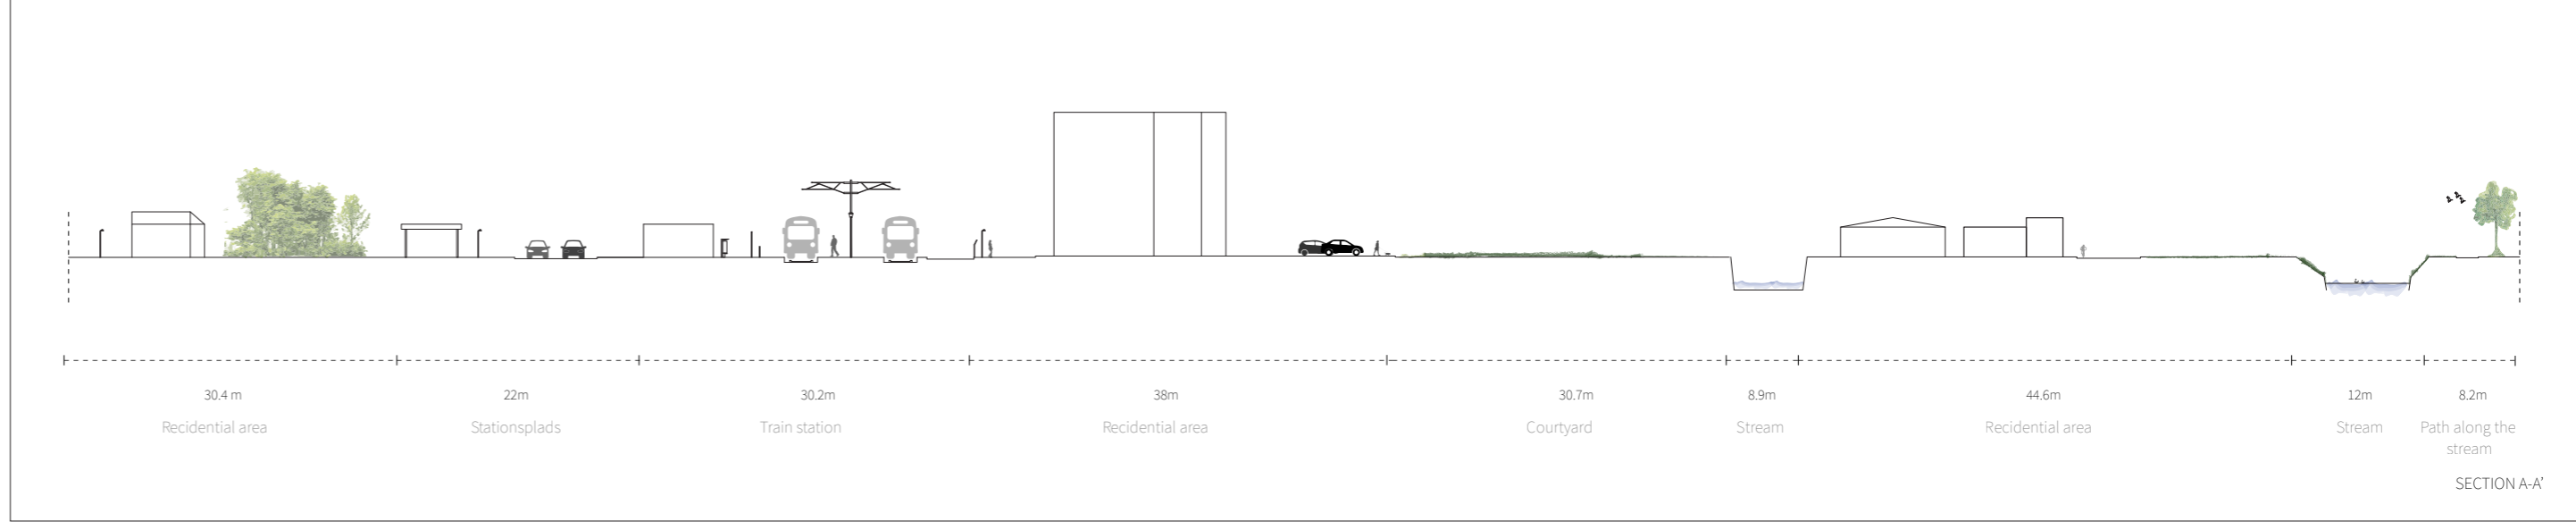 30.4 m
22m
30.2m
38m
30.7m
8.9m
44.6m
12m
8.2m
Recidential area
Stationsplads
Train station
Recidential area
Courtyard
Stream
Recidential area
Stream
Path along the
stream
SECTION A-A'